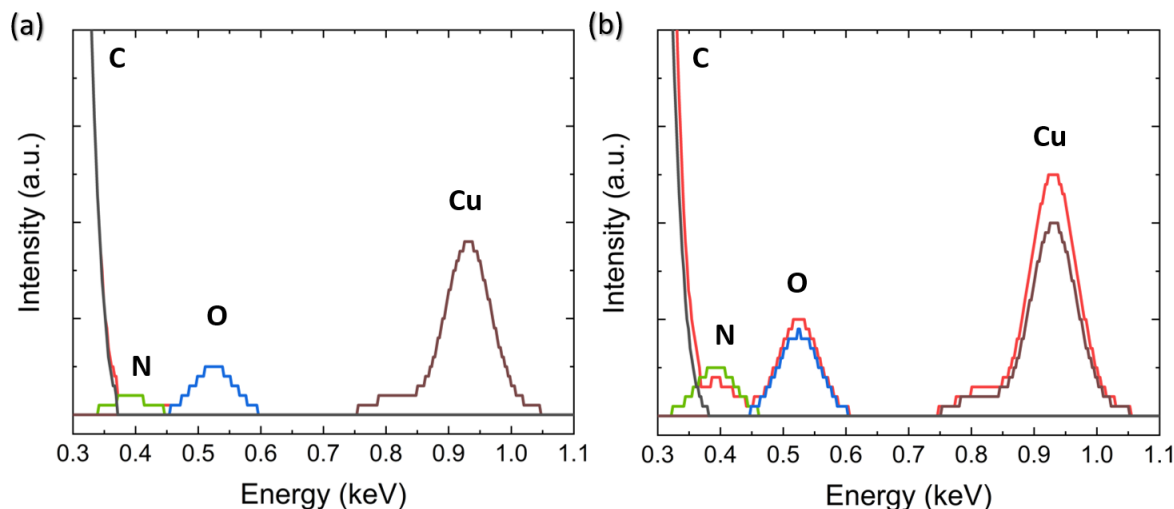 (a)
C
N
O
Cu
Intensity (a.u.)
0.3 0.4 0.5 0.6 0.7 0.8 0.9 1.0 1.1
Energy (keV)
(b)
C
N
O
Cu
Intensity (a.u.)
0.3 0.4 0.5 0.6 0.7 0.8 0.9 1.0 1.1
Energy (keV)